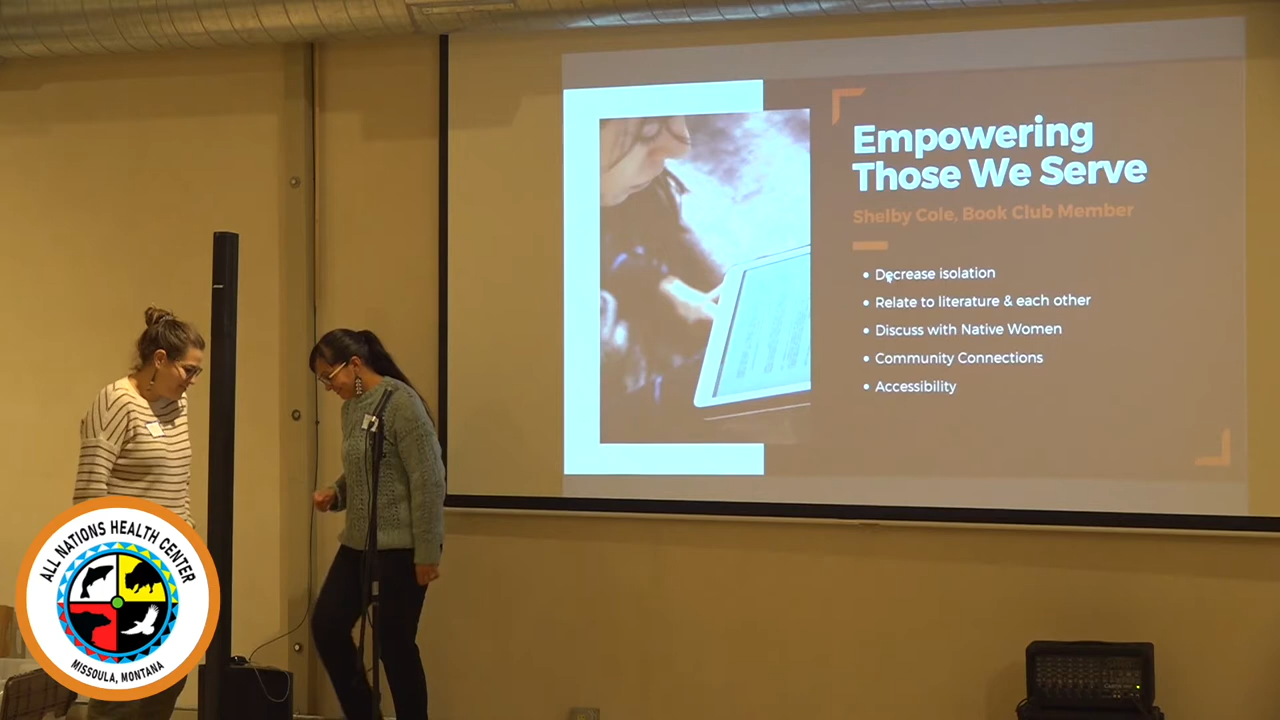 Empowering
Those We Serve
Shelby Cole, Book Club Member
• Decrease isolation
• Relate to literature & each other
• Discuss with Native Women
• Community Connections
• Accessibility
ALL NATIONS HEALTH CENTER
MISSOULA, MONTANA